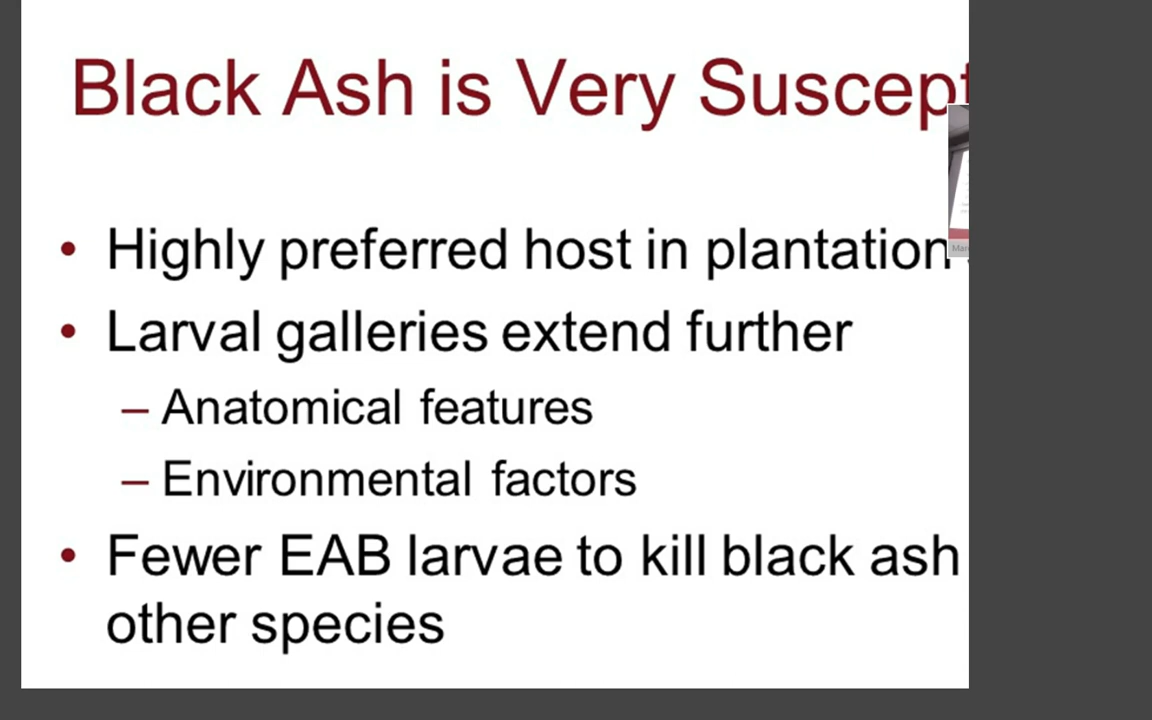 Black Ash is Very Suscept
• Highly preferred host in plantation
• Larval galleries extend further
– Anatomical features
– Environmental factors
• Fewer EAB larvae to kill black ash
other species